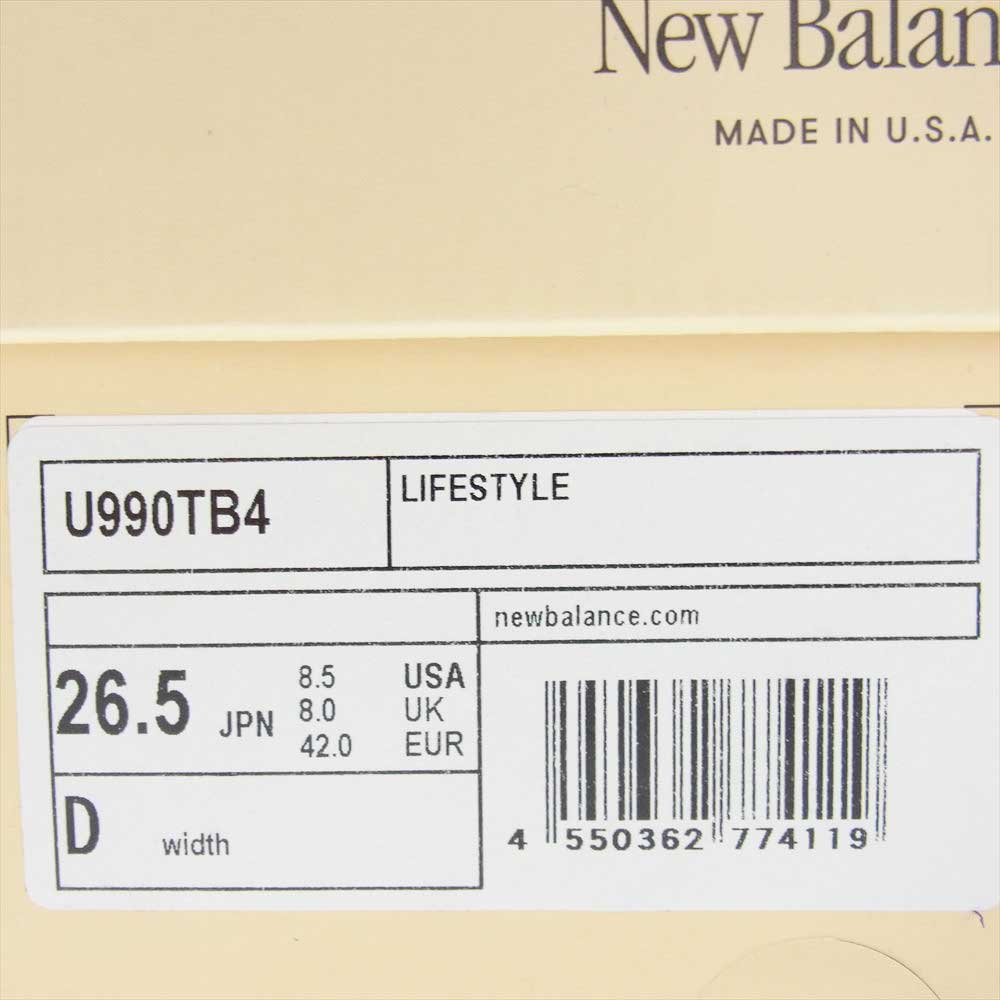 New Balan
MADE IN U.S.A.
U990TB4
LIFESTYLE
newbalance.com
26.5 JPN
8.5 USA
8.0 UK
42.0 EUR
D width
4 550362 774119